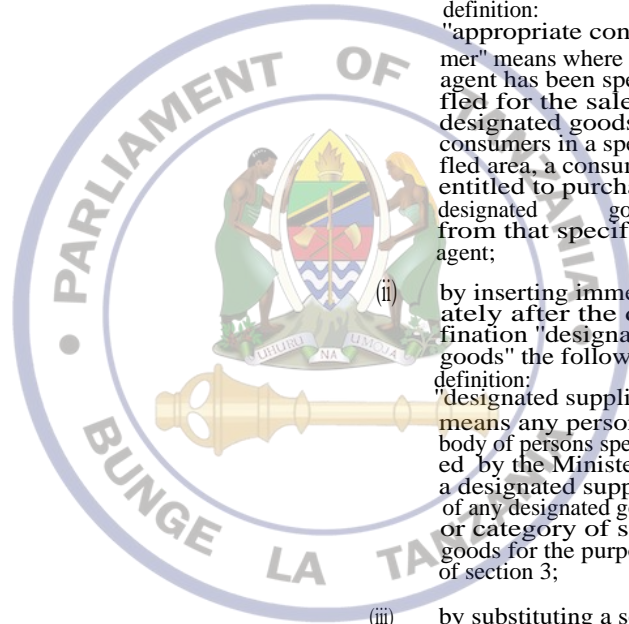 definition:
"appropriate con
mer" means where
agent has been spe
fled for the sale
designated goods
consumers in a spe
fled area, a consu
entitled to purcha
designated go
from that specif
agent;
(ii) by inserting imme
ately after the
fination "designa
goods" the follow
definition:
"designated suppli
means any perso
body of persons spe
ed by the Ministe
a designated supp
of any designated g
or category of s
goods for the purp
of section 3;
(iii) by substituting a s
PARLIAMENT OF TANZANIA
UHURU NA UMOJA
BUNGE LA TANZANIA